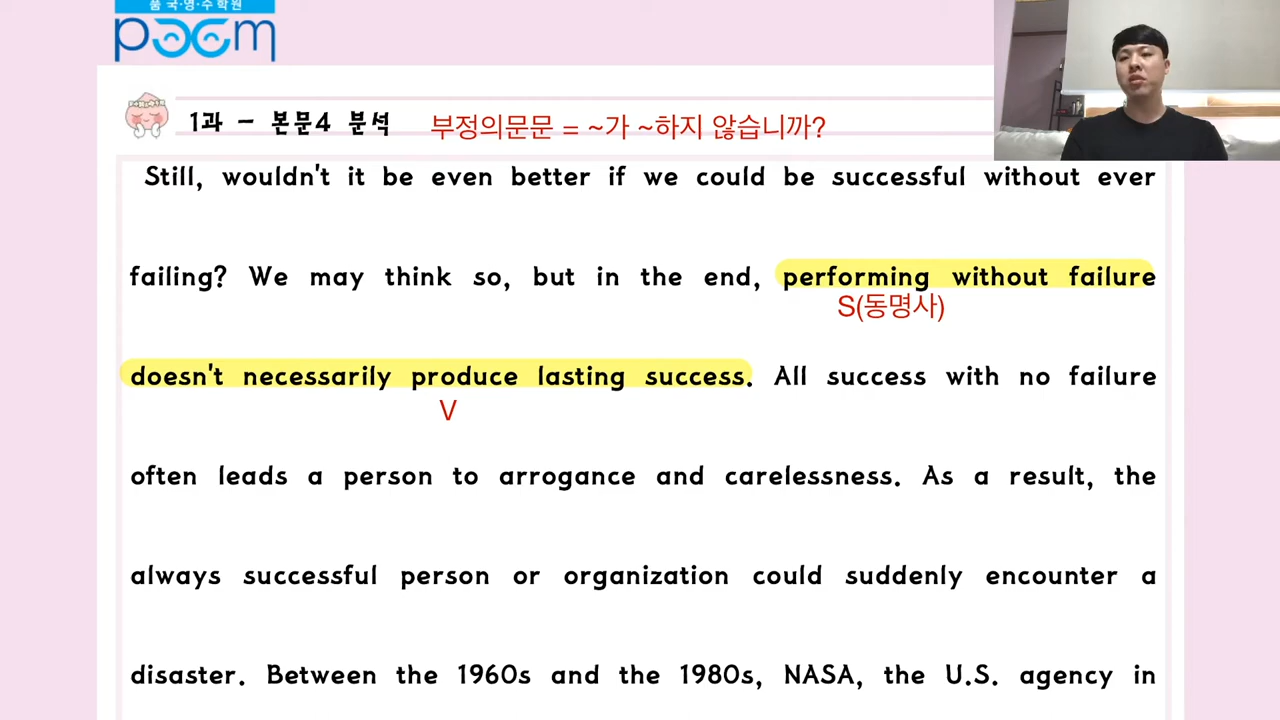 품 국·영·수학원
poem
1과 - 본문4 분석
부정의문문 = ~가 ~하지 않습니까?
Still, wouldn't it be even better if we could be successful without ever
failing? We may think so, but in the end, performing without failure
S(동명사)
doesn't necessarily produce lasting success. All success with no failure
V
often leads a person to arrogance and carelessness. As a result, the
always successful person or organization could suddenly encounter a
disaster. Between the 1960s and the 1980s, NASA, the U.S. agency in